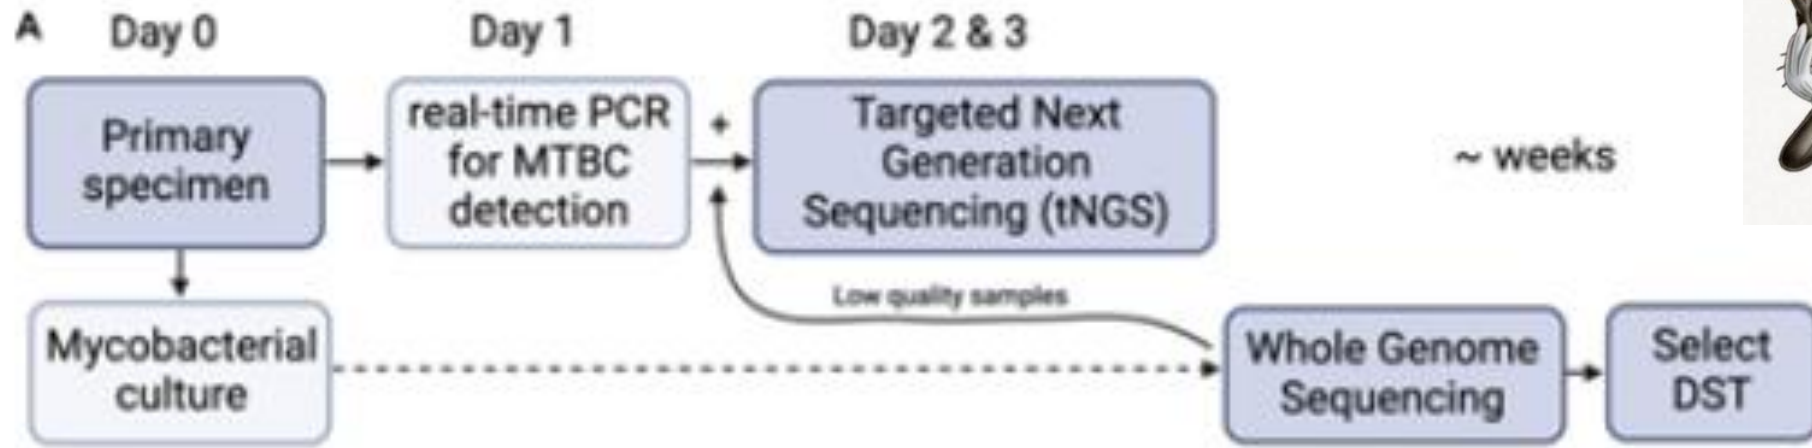 A
Day 0
Day 1
Day 2 & 3
Primary
specimen
real-time PCR
for MTBC
detection
+
Targeted Next
Generation
Sequencing (tNGS)
~ weeks
Low quality samples
Mycobacterial
culture
Whole Genome
Sequencing
Select
DST